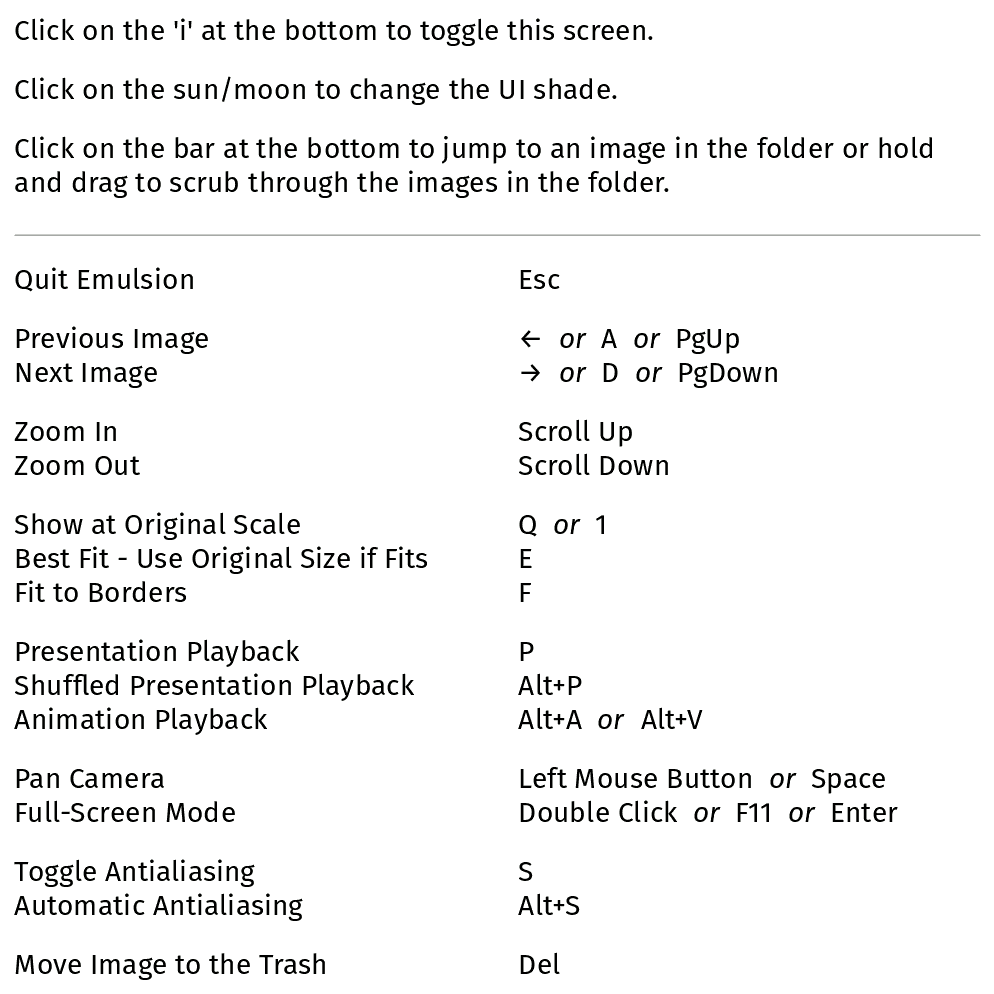 Click on the 'i' at the bottom to toggle this screen.
Click on the sun/moon to change the UI shade.
Click on the bar at the bottom to jump to an image in the folder or hold
and drag to scrub through the images in the folder.
Quit Emulsion Esc
Previous Image ← or A or PgUp
Next Image → or D or PgDown
Zoom In Scroll Up
Zoom Out Scroll Down
Show at Original Scale Q or 1
Best Fit - Use Original Size if Fits E
Fit to Borders F
Presentation Playback P
Shuffled Presentation Playback Alt+P
Animation Playback Alt+A or Alt+V
Pan Camera Left Mouse Button or Space
Full-Screen Mode Double Click or F11 or Enter
Toggle Antialiasing S
Automatic Antialiasing Alt+S
Move Image to the Trash Del